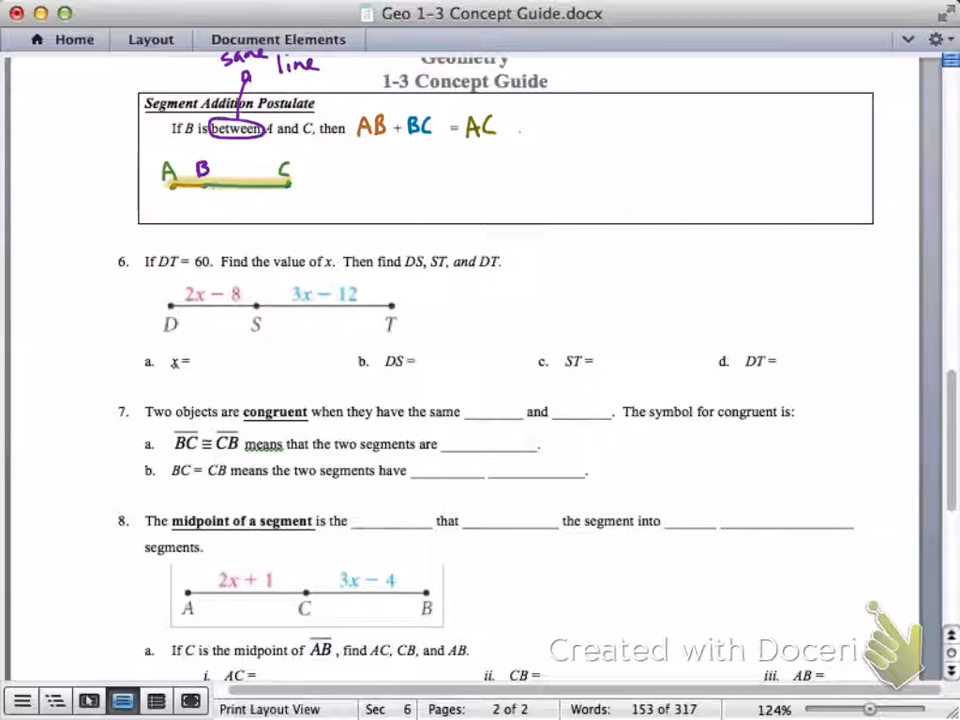 Geo 1-3 Concept Guide.docx
Home Layout Document Elements
same line
Geometry
1-3 Concept Guide
Segment Addition Postulate
If B is between A and C, then AB + BC = AC .
A B C
6. If DT = 60. Find the value of x. Then find DS, ST, and DT.
2x − 8 3x − 12
D S T
a. x = b. DS = c. ST = d. DT =
7. Two objects are congruent when they have the same ______ and ______. The symbol for congruent is:
a. BC ≅ CB means that the two segments are __________.
b. BC = CB means the two segments have ________ __________.
8. The midpoint of a segment is the ________ that _________ the segment into _____ ____________
segments.
2x + 1 3x − 4
A C B
Created with Doceri
a. If C is the midpoint of AB, find AC, CB, and AB.
i. AC = ii. CB = iii. AB =
Print Layout View Sec 6 Pages: 2 of 2 Words: 153 of 317 124%